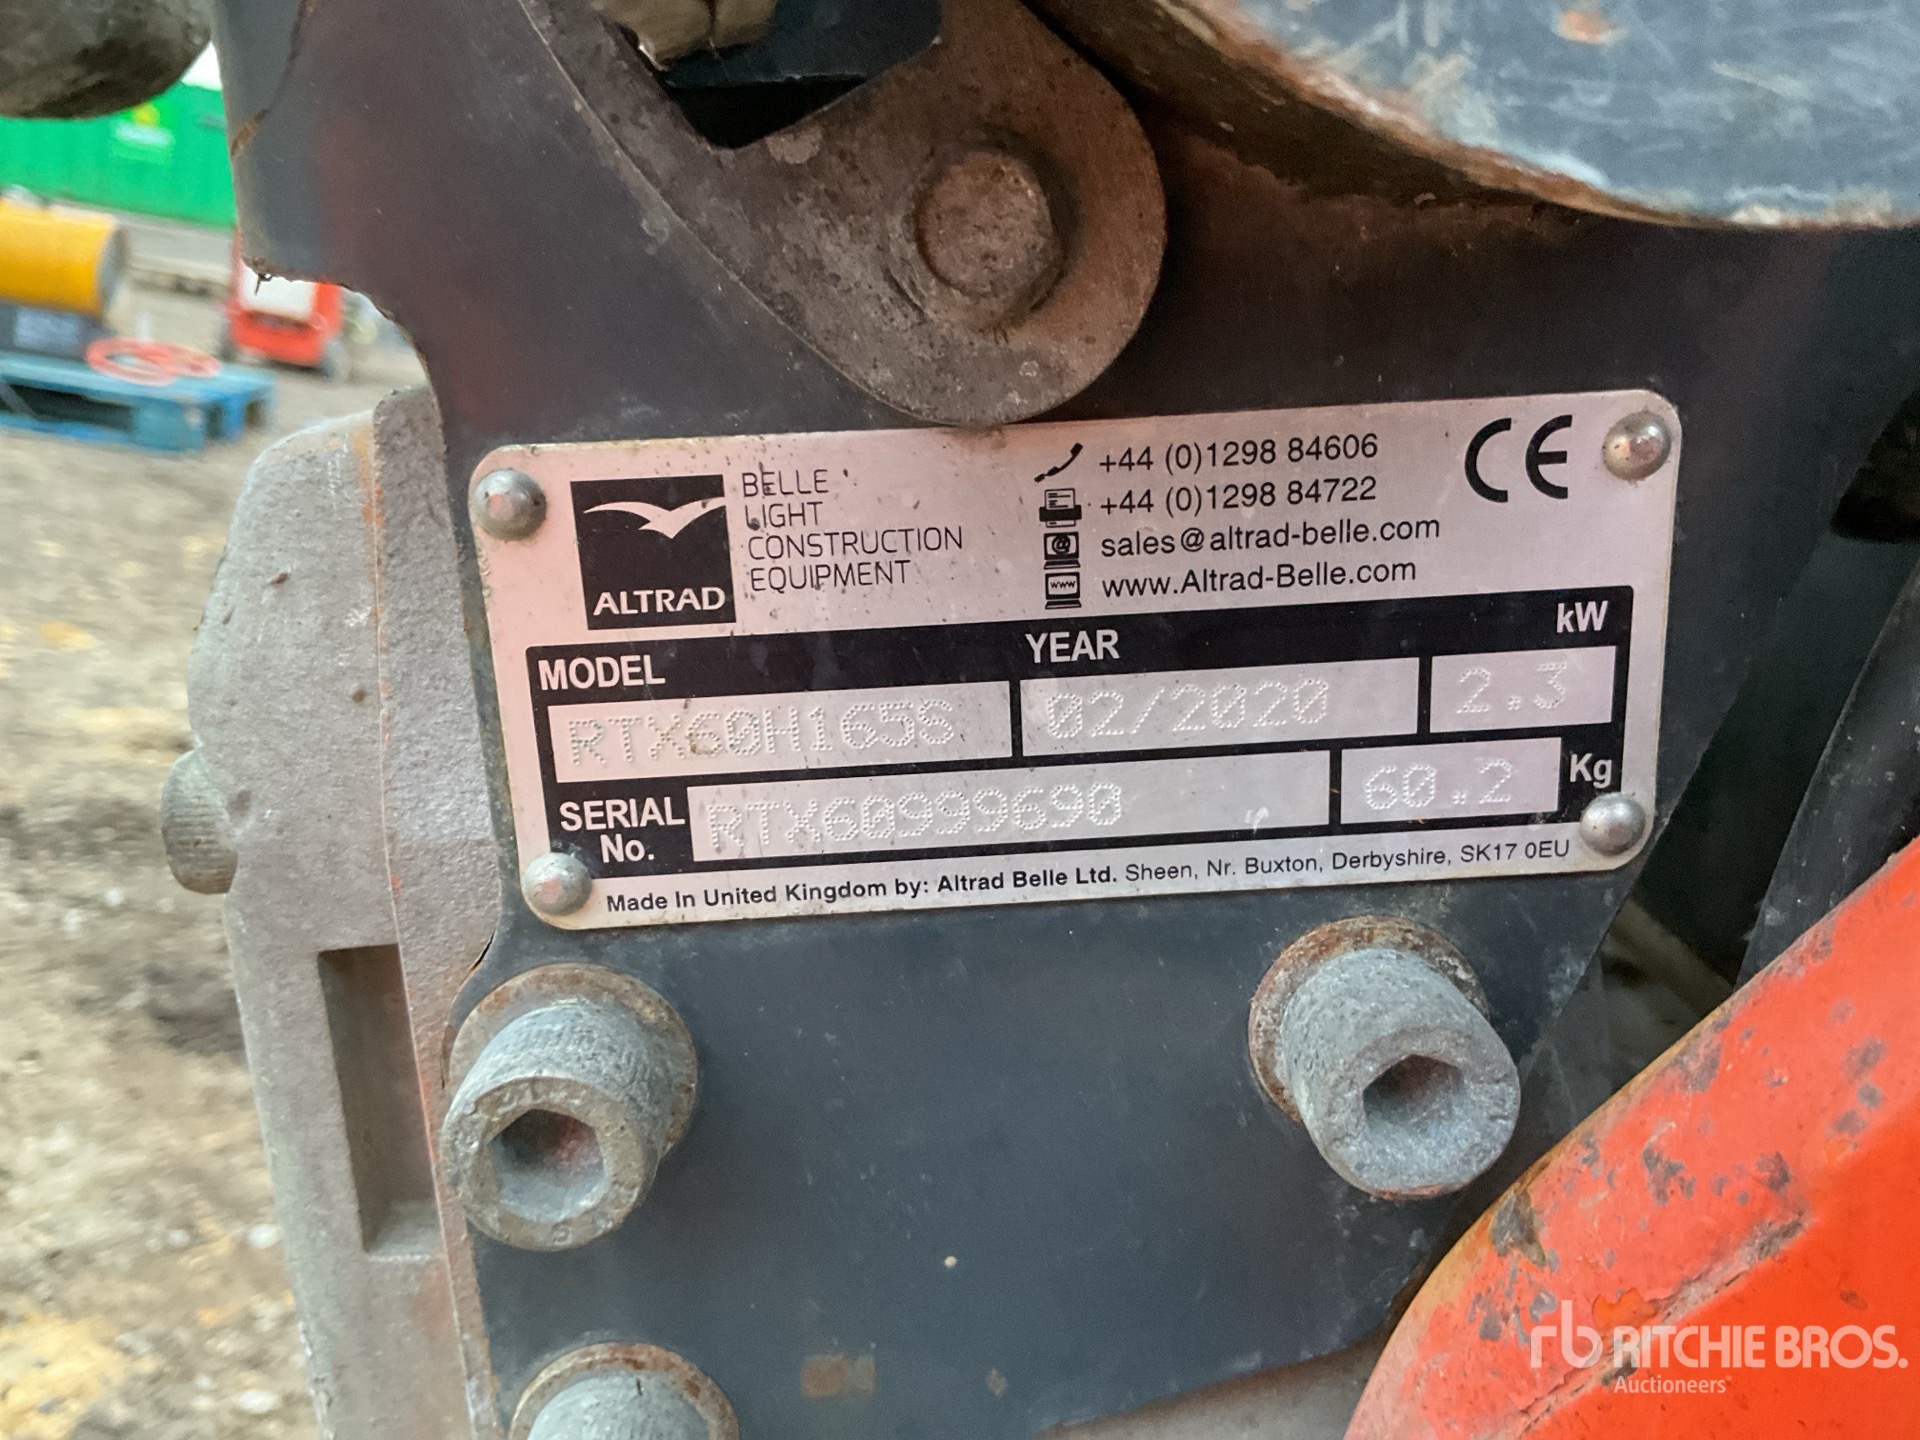 BELLE
LIGHT
CONSTRUCTION
EQUIPMENT
ALTRAD
+44 (0)1298 84606
+44 (0)1298 84722
sales@altrad-belle.com
www
www.Altrad-Belle.com
CE
MODEL YEAR kW
RTX60H165S 02/2020 2.3
SERIAL No. RTX60999690 60.2 Kg
Made In United Kingdom by: Altrad Belle Ltd. Sheen, Nr. Buxton, Derbyshire, SK17 0EU
rb RITCHIE BROS.
Auctioneers